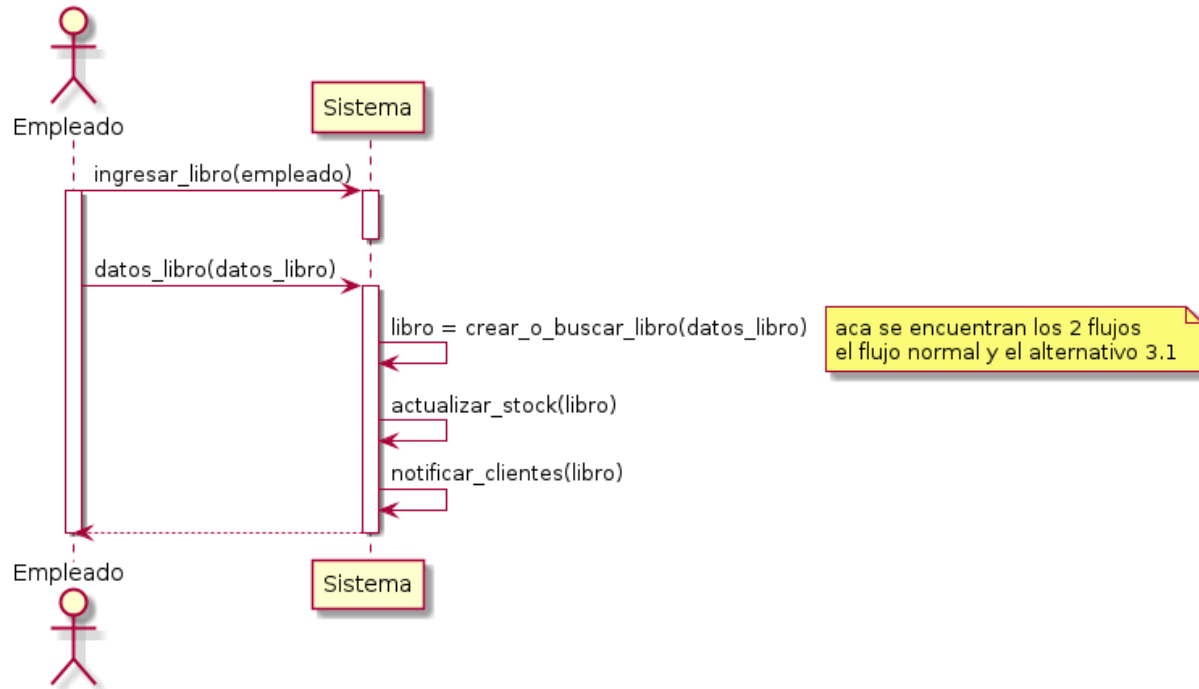 Empleado
Sistema
ingresar_libro(empleado)
datos_libro(datos_libro)
libro = crear_o_buscar_libro(datos_libro)
aca se encuentran los 2 flujos
el flujo normal y el alternativo 3.1
actualizar_stock(libro)
notificar_clientes(libro)
Empleado
Sistema